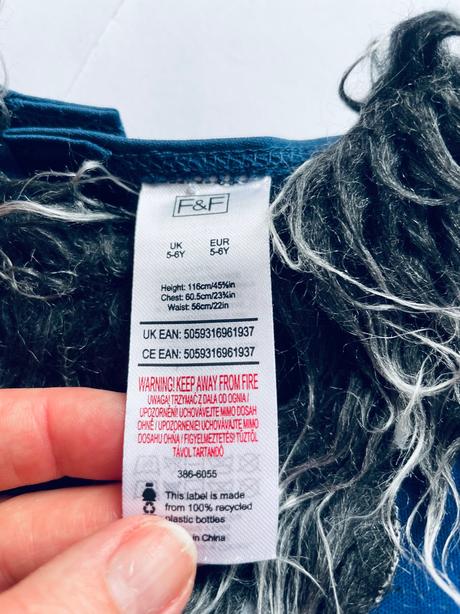 F&F
UK EUR
5-6Y 5-6Y
Height: 116cm/45⅝in
Chest: 60.5cm/23¾in
Waist: 56cm/22in
UK EAN: 5059316961937
CE EAN: 5059316961937
WARNING! KEEP AWAY FROM FIRE
UWAGA! TRZYMAĆ Z DALA OD OGNIA /
UPOZORNĚNÍ! UCHOVÁVEJTE MIMO DOSAH
OHNĚ / UPOZORNENIE! UCHOVÁVAJTE MIMO
DOSAHU OHŇA / FIGYELMEZTETÉS! TŰZTŐL
TÁVOL TARTANDÓ
386-6055
This label is made
from 100% recycled
plastic bottles
in China